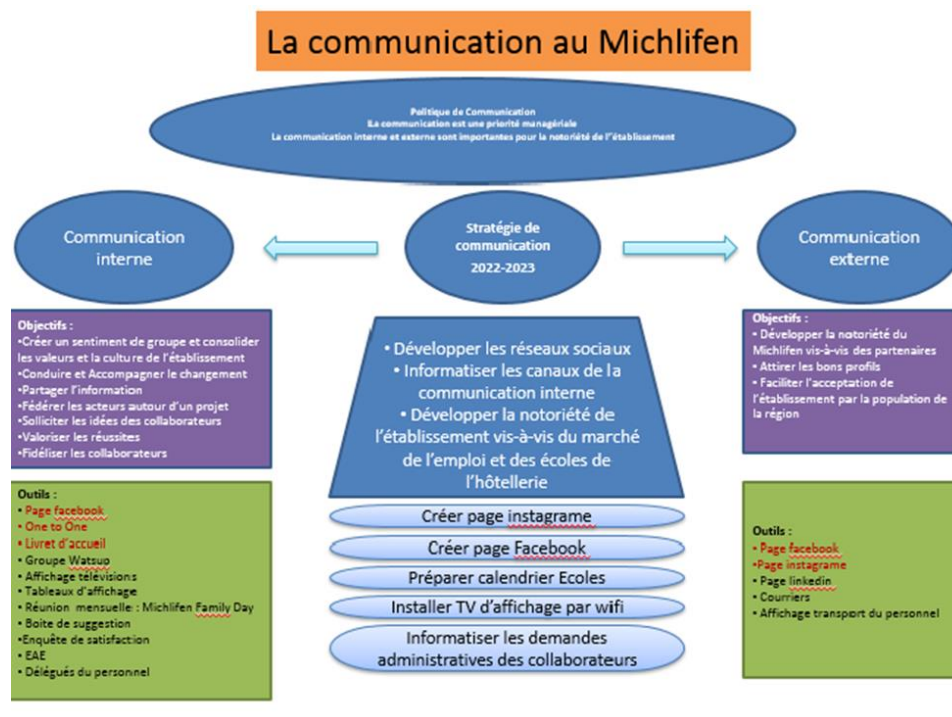 La communication au Michlifen
Politique de Communication
La communication est une priorité managériale
La communication interne et externe sont importantes pour la notoriété de l'établissement
Communication
interne
Stratégie de
communication
2022-2023
Communication
externe
Objectifs :
•Créer un sentiment de groupe et consolider
les valeurs et la culture de l'établissement
•Conduire et Accompagner le changement
•Partager l'information
•Fédérer les acteurs autour d'un projet
•Solliciter les idées des collaborateurs
•Valoriser les réussites
•Fidéliser les collaborateurs
• Développer les réseaux sociaux
• Informatiser les canaux de la
communication interne
• Développer la notoriété de
l'établissement vis-à-vis du marché
de l'emploi et des écoles de
l'hôtellerie
Objectifs :
• Développer la notoriété du
Michlifen vis-à-vis des partenaires
• Attirer les bons profils
• Faciliter l'acceptation de
l'établissement par la population de
la région
Outils :
• Page facebook
• One to One
• Livret d'accueil
• Groupe Watsup
• Affichage télévisions
• Tableaux d'affichage
• Réunion mensuelle : Michlifen Family Day
• Boite de suggestion
•Enquête de satisfaction
• EAE
• Délégués du personnel
Créer page instagrame
Créer page Facebook
Préparer calendrier Ecoles
Installer TV d'affichage par wifi
Informatiser les demandes
administratives des collaborateurs
Outils :
• Page facebook
•Page instagrame
• Page linkedin
• Courriers
• Affichage transport du personnel